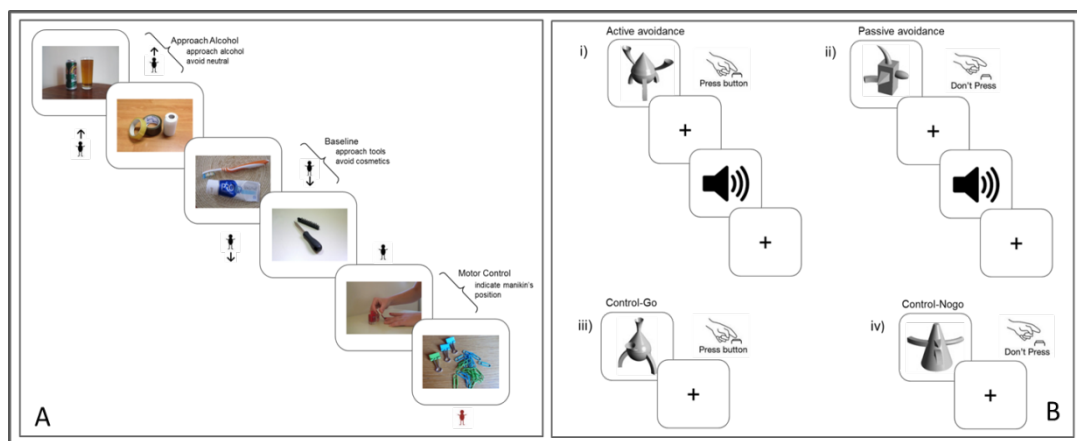 Approach Alcohol
approach alcohol
avoid neutral
Baseline
approach tools
avoid cosmetics
Motor Control
indicate manikin's
position
A
Active avoidance
i)
Press button
Passive avoidance
ii)
Don't Press
Control-Go
iii)
Press button
Control-Nogo
iv)
Don't Press
B